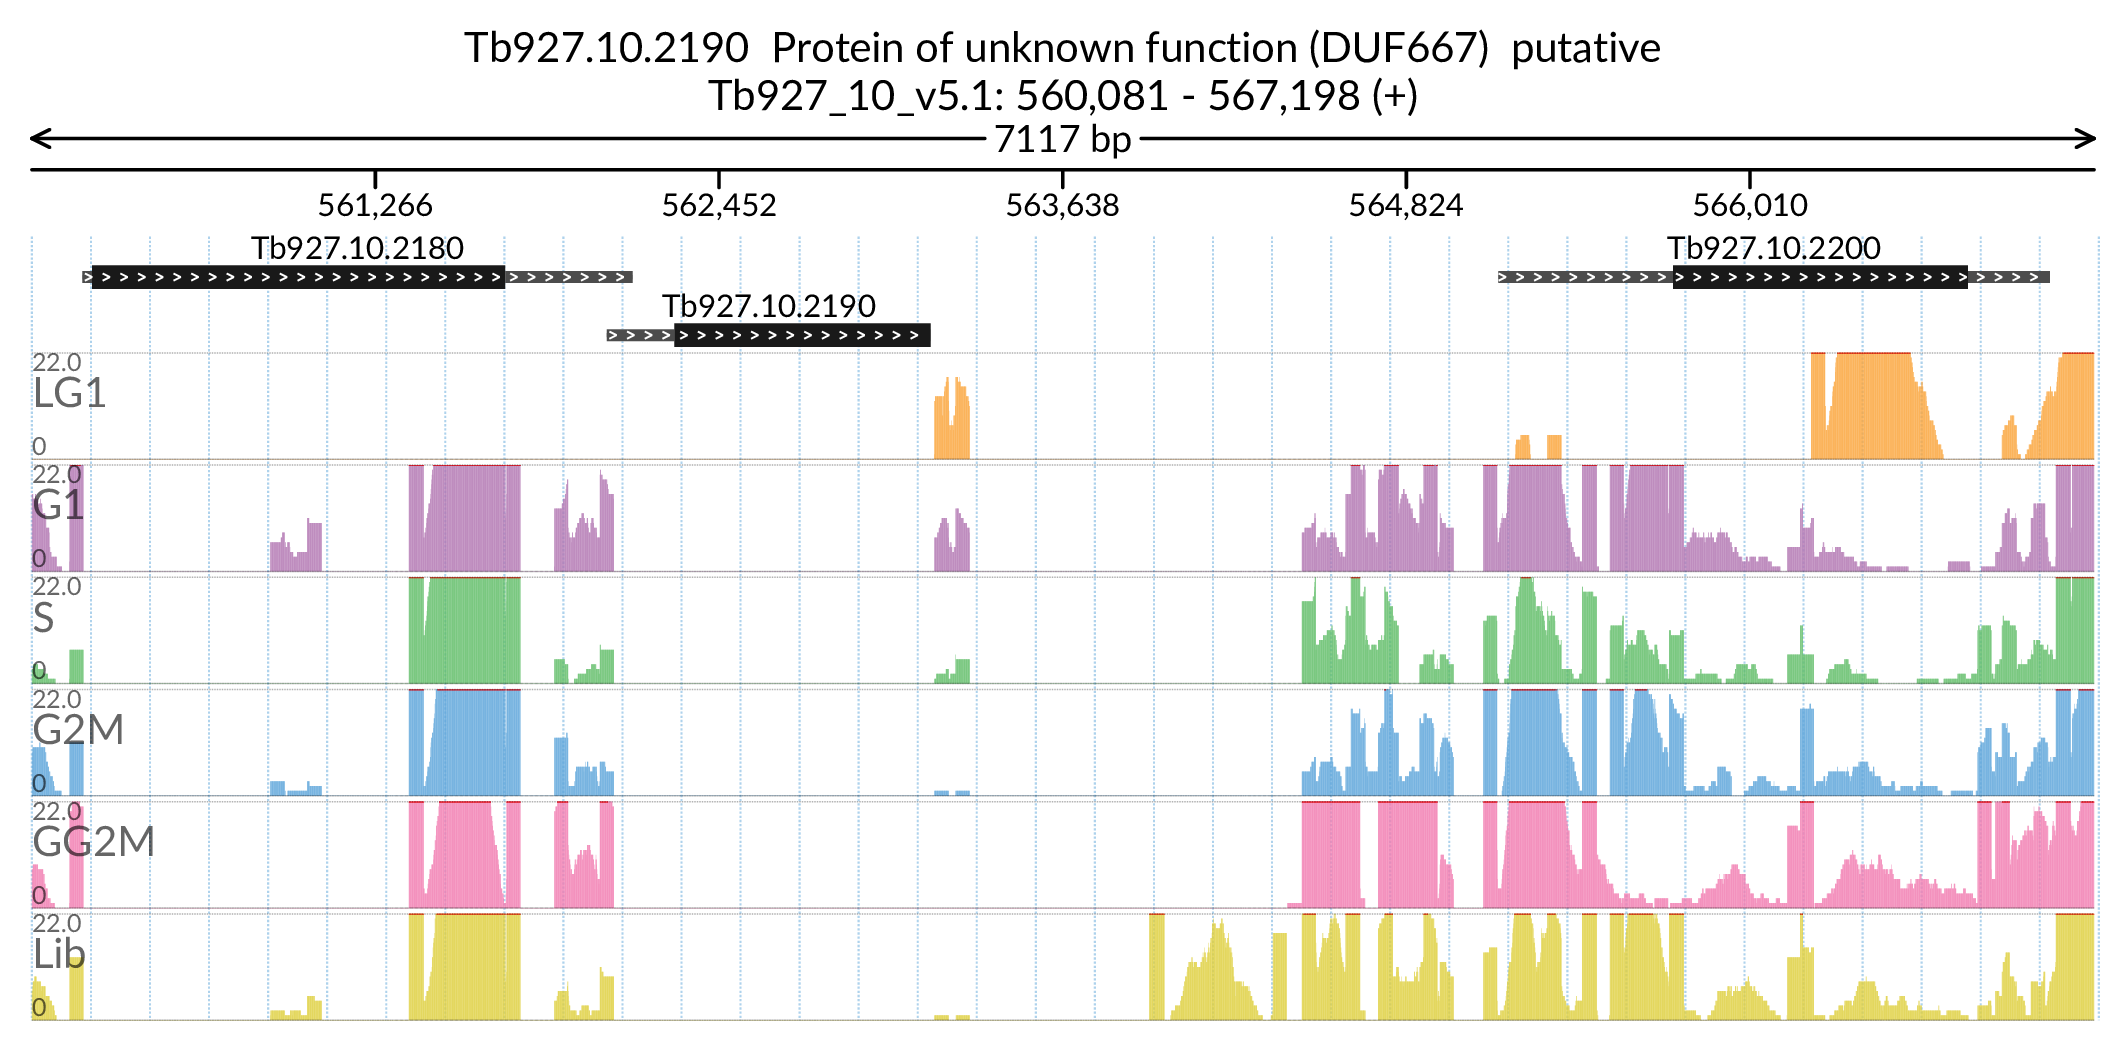 Tb927.10.2190 Protein of unknown function (DUF667) putative
Tb927_10_v5.1: 560,081 - 567,198 (+)
7117 bp
561,266 562,452 563,638 564,824 566,010
Tb927.10.2180 Tb927.10.2200
Tb927.10.2190
22.0
LG1
0
22.0
G1
0
22.0
S
0
22.0
G2M
0
22.0
GG2M
0
22.0
Lib
0